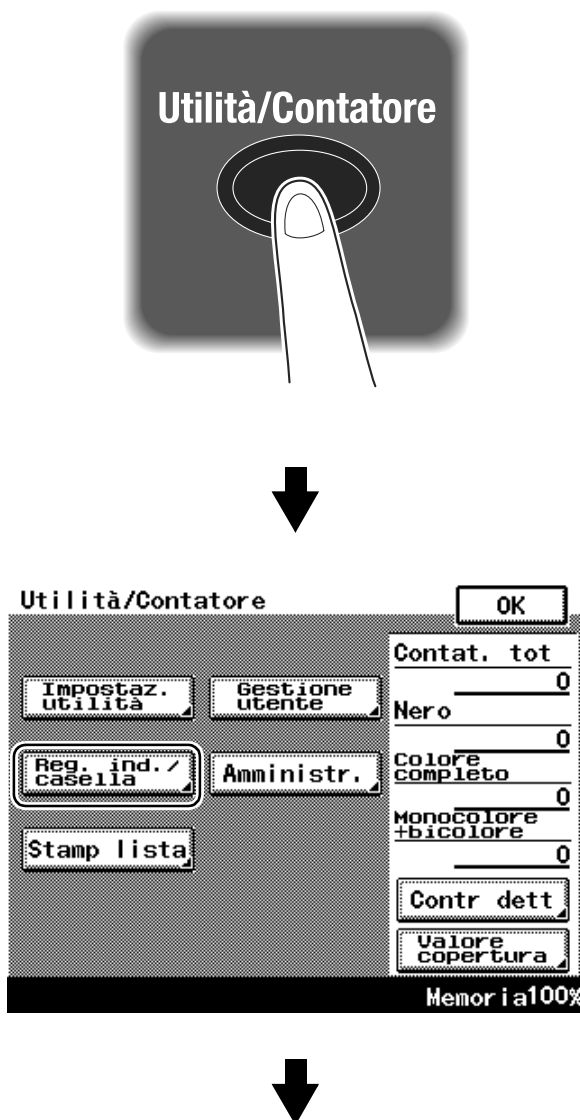 Utilità/Contatore
Utilità/Contatore
OK
Impostaz.
utilità
Gestione
utente
Reg. ind./
casella
Amministr.
Stamp lista
Contat. tot
0
Nero
0
Colore
completo
0
Monocolore
+bicolore
0
Contr dett
Valore
copertura
Memoria100%